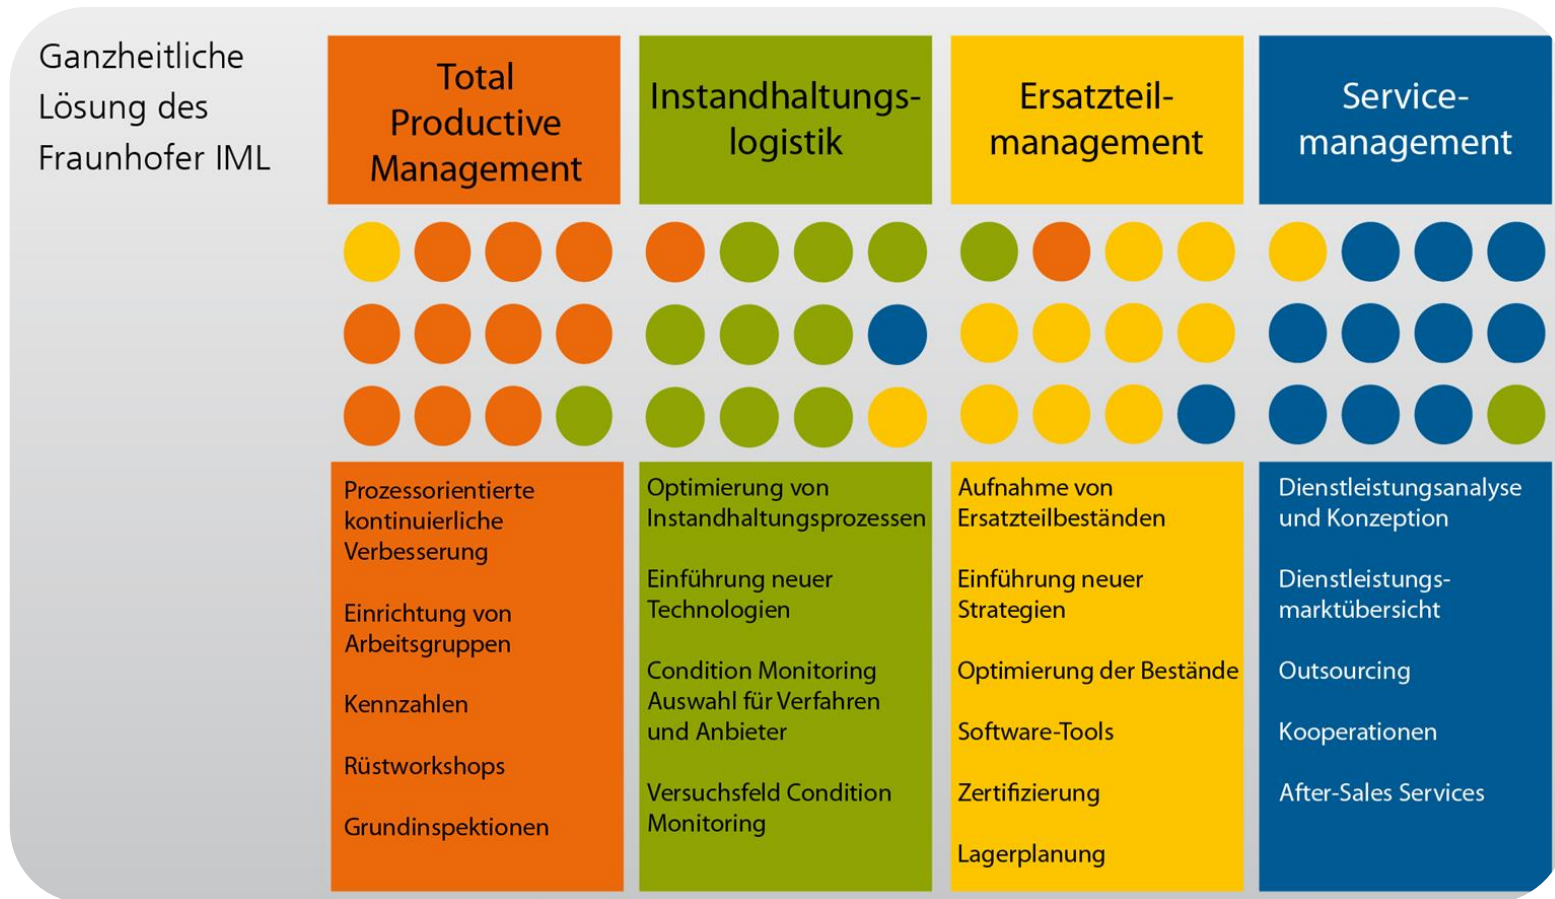 Ganzheitliche
Lösung des
Fraunhofer IML
Total
Productive
Management
Instandhaltungs-
logistik
Ersatzteil-
management
Service-
management
Prozessorientierte
kontinuierliche
Verbesserung
Einrichtung von
Arbeitsgruppen
Kennzahlen
Rüstworkshops
Grundinspektionen
Optimierung von
Instandhaltungsprozessen
Einführung neuer
Technologien
Condition Monitoring
Auswahl für Verfahren
und Anbieter
Versuchsfeld Condition
Monitoring
Aufnahme von
Ersatzteilbeständen
Einführung neuer
Strategien
Optimierung der Bestände
Software-Tools
Zertifizierung
Lagerplanung
Dienstleistungsanalyse
und Konzeption
Dienstleistungs-
marktübersicht
Outsourcing
Kooperationen
After-Sales Services